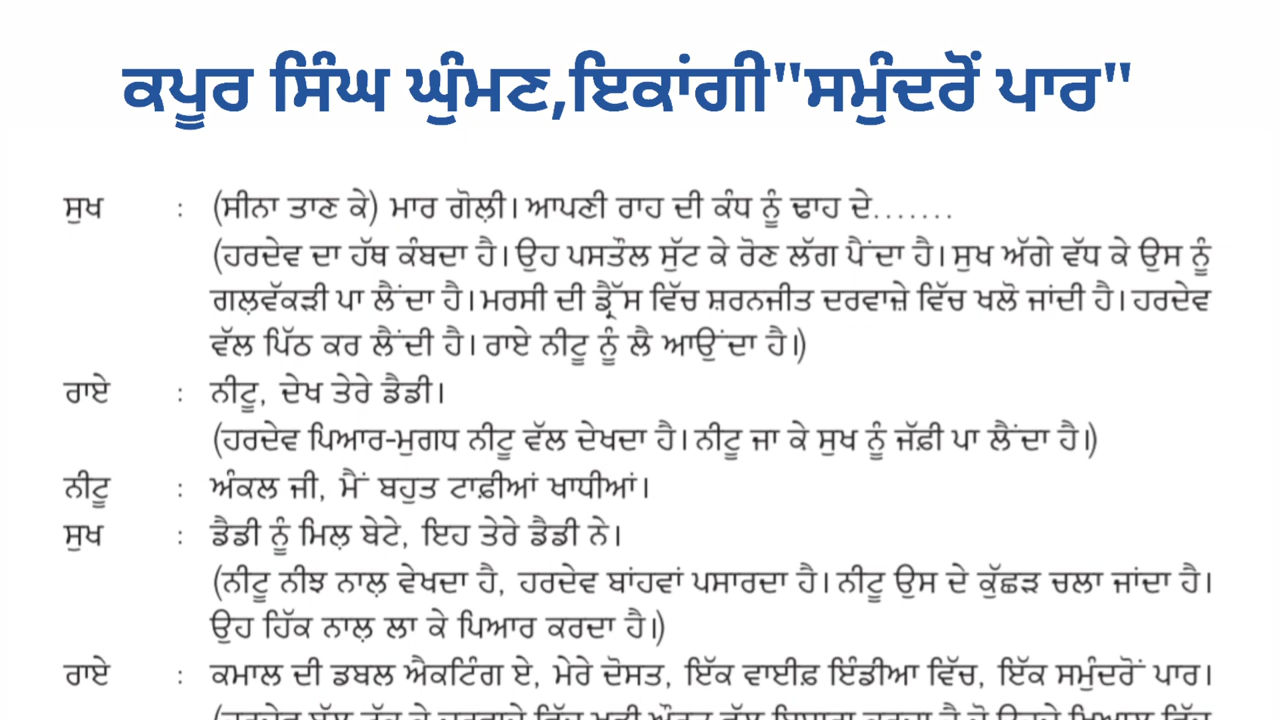 ਕਪੂਰ ਸਿੰਘ ਘੁੰਮਣ,ਇਕਾਂਗੀ"ਸਮੁੰਦਰੋਂ ਪਾਰ"
ਸੁਖ : (ਸੀਨਾ ਤਾਣ ਕੇ) ਮਾਰ ਗੋਲ਼ੀ। ਆਪਣੀ ਰਾਹ ਦੀ ਕੰਧ ਨੂੰ ਢਾਹ ਦੇ.......
(ਹਰਦੇਵ ਦਾ ਹੱਥ ਕੰਬਦਾ ਹੈ। ਉਹ ਪਸਤੌਲ ਸੁੱਟ ਕੇ ਰੋਣ ਲੱਗ ਪੈਂਦਾ ਹੈ। ਸੁਖ ਅੱਗੇ ਵੱਧ ਕੇ ਉਸ ਨੂੰ
ਗਲ਼ਵੱਕੜੀ ਪਾ ਲੈਂਦਾ ਹੈ। ਮਰਸੀ ਦੀ ਡ੍ਰੈੱਸ ਵਿੱਚ ਸ਼ਰਨਜੀਤ ਦਰਵਾਜ਼ੇ ਵਿੱਚ ਖਲੋ ਜਾਂਦੀ ਹੈ। ਹਰਦੇਵ
ਵੱਲ ਪਿੱਠ ਕਰ ਲੈਂਦੀ ਹੈ। ਰਾਏ ਨੀਟੂ ਨੂੰ ਲੈ ਆਉਂਦਾ ਹੈ।)
ਰਾਏ : ਨੀਟੂ, ਦੇਖ ਤੇਰੇ ਡੈਡੀ।
(ਹਰਦੇਵ ਪਿਆਰ-ਮੁਗਧ ਨੀਟੂ ਵੱਲ ਦੇਖਦਾ ਹੈ। ਨੀਟੂ ਜਾ ਕੇ ਸੁਖ ਨੂੰ ਜੱਫ਼ੀ ਪਾ ਲੈਂਦਾ ਹੈ।)
ਨੀਟੂ : ਅੰਕਲ ਜੀ, ਮੈਂ ਬਹੁਤ ਟਾਫ਼ੀਆਂ ਖਾਧੀਆਂ।
ਸੁਖ : ਡੈਡੀ ਨੂੰ ਮਿਲ਼ ਬੇਟੇ, ਇਹ ਤੇਰੇ ਡੈਡੀ ਨੇ।
(ਨੀਟੂ ਨੀਝ ਨਾਲ਼ ਵੇਖਦਾ ਹੈ, ਹਰਦੇਵ ਬਾਂਹਵਾਂ ਪਸਾਰਦਾ ਹੈ। ਨੀਟੂ ਉਸ ਦੇ ਕੁੱਛੜ ਚਲਾ ਜਾਂਦਾ ਹੈ।
ਉਹ ਹਿੱਕ ਨਾਲ਼ ਲਾ ਕੇ ਪਿਆਰ ਕਰਦਾ ਹੈ।)
ਰਾਏ : ਕਮਾਲ ਦੀ ਡਬਲ ਐਕਟਿੰਗ ਏ, ਮੇਰੇ ਦੋਸਤ, ਇੱਕ ਵਾਈਫ਼ ਇੰਡੀਆ ਵਿੱਚ, ਇੱਕ ਸਮੁੰਦਰੋਂ ਪਾਰ।